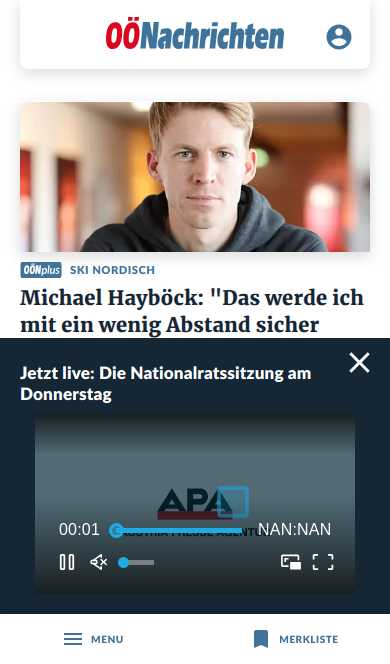 OÖNachrichten
OÖNplus SKI NORDISCH
Michael Hayböck: "Das werde ich
mit ein wenig Abstand sicher
Jetzt live: Die Nationalratssitzung am
Donnerstag
APA
AUSTRIA PRESSE AGENTUR
00:01 NAN:NAN
MENU MERKLISTE